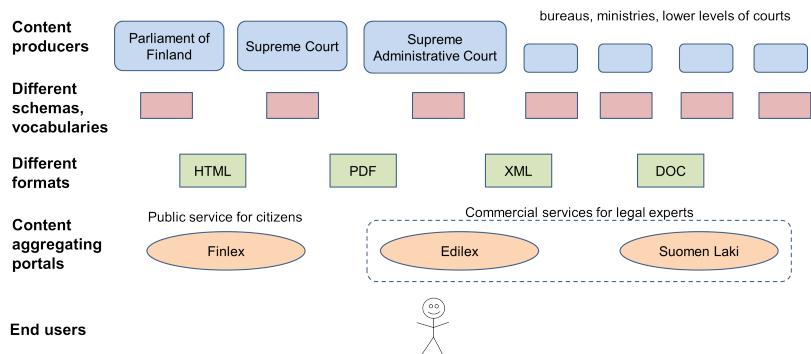 Content
producers
Parliament of
Finland
Supreme Court
Supreme
Administrative Court
bureaus, ministries, lower levels of courts
Different
schemas,
vocabularies
Different
formats
HTML
PDF
XML
DOC
Content
aggregating
portals
Public service for citizens
Finlex
Commercial services for legal experts
Edilex
Suomen Laki
End users